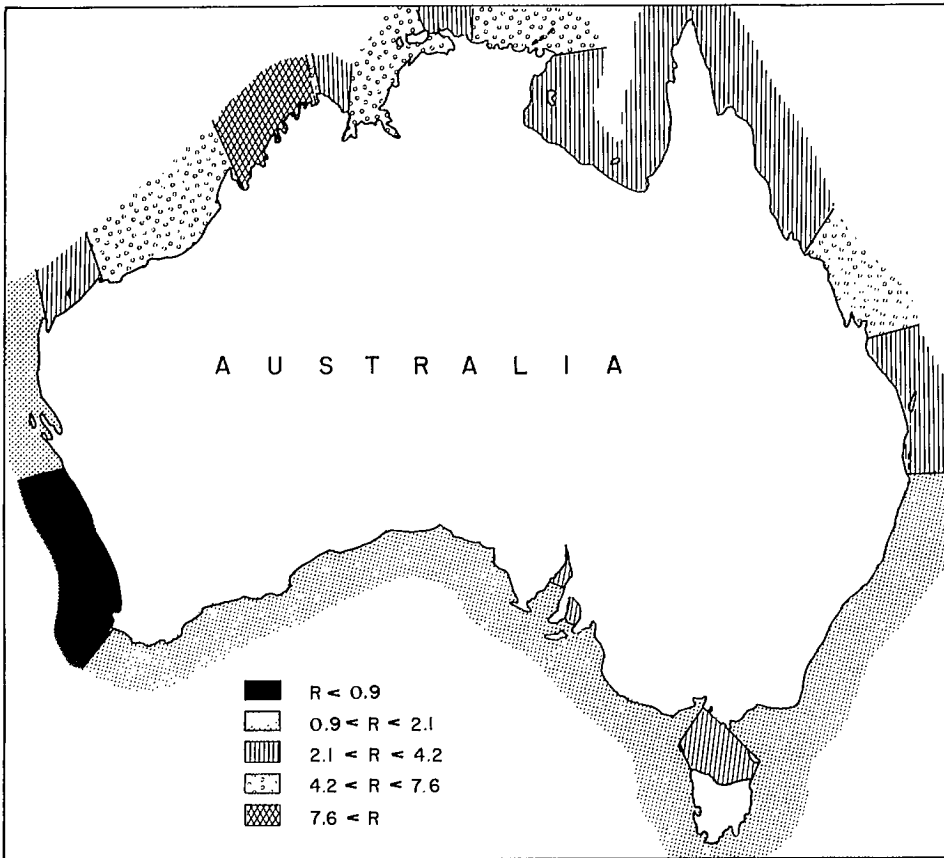 A U S T R A L I A
R < 0.9
0.9 < R < 2.1
2.1 < R < 4.2
4.2 < R < 7.6
7.6 < R